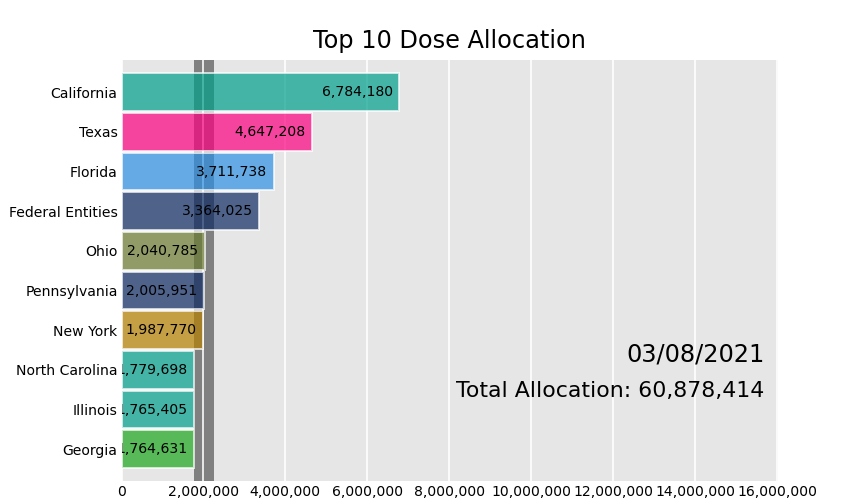 Top 10 Dose Allocation
California 6,784,180
Texas 4,647,208
Florida 3,711,738
Federal Entities 3,364,025
Ohio 2,040,785
Pennsylvania 2,005,951
New York 1,987,770
North Carolina 1,779,698
Illinois 1,765,405
Georgia 1,764,631
03/08/2021
Total Allocation: 60,878,414
0 2,000,000 4,000,000 6,000,000 8,000,000 10,000,000 12,000,000 14,000,000 16,000,000